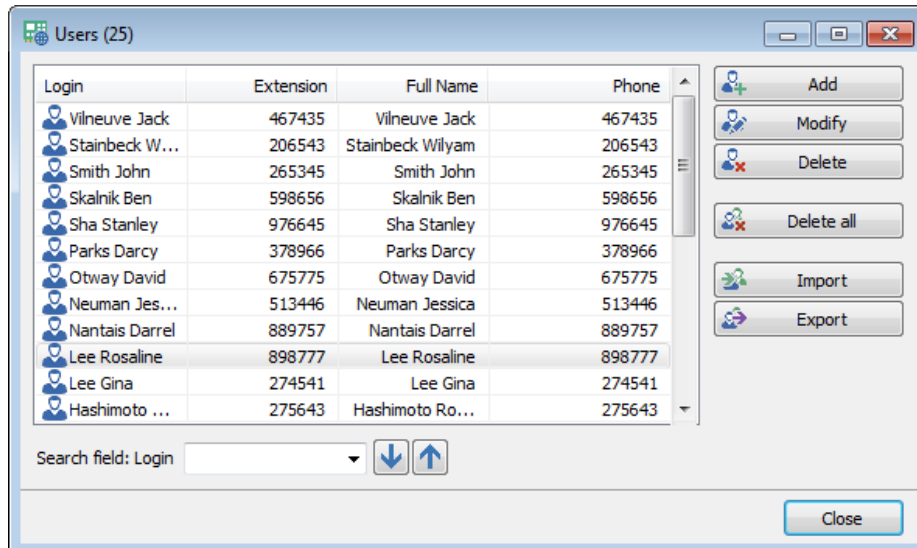 Users (25)
Login Extension Full Name Phone
Vilneuve Jack 467435 Vilneuve Jack 467435
Stainbeck W... 206543 Stainbeck Wilyam 206543
Smith John 265345 Smith John 265345
Skalnik Ben 598656 Skalnik Ben 598656
Sha Stanley 976645 Sha Stanley 976645
Parks Darcy 378966 Parks Darcy 378966
Otway David 675775 Otway David 675775
Neuman Jes... 513446 Neuman Jessica 513446
Nantais Darrel 889757 Nantais Darrel 889757
Lee Rosaline 898777 Lee Rosaline 898777
Lee Gina 274541 Lee Gina 274541
Hashimoto ... 275643 Hashimoto Ro... 275643
Add
Modify
Delete
Delete all
Import
Export
Search field: Login
Close